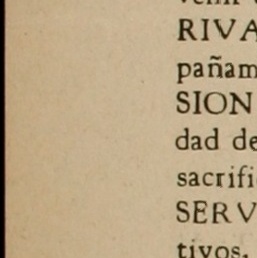 RIVA
pañam
SION
dad de
sacrifi
SERV
tivos.